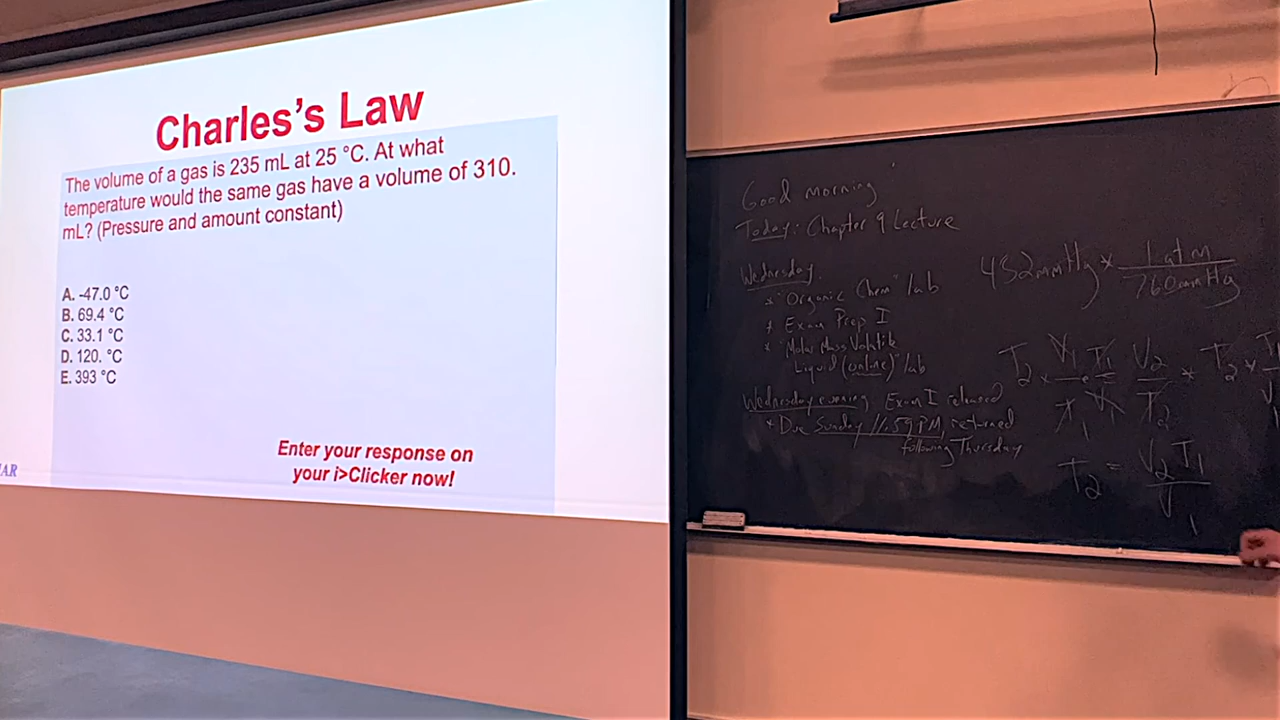 Charles's Law
The volume of a gas is 235 mL at 25 °C. At what
temperature would the same gas have a volume of 310.
mL? (Pressure and amount constant)
A. -47.0 °C
B. 69.4 °C
C. 33.1 °C
D. 120. °C
E. 393 °C
Enter your response on
your i>Clicker now!
AR
Good morning
Today: Chapter 9 Lecture
Wednesday:
* "Organic Chem" lab
* Exam Prep I
* "Molar Mass Volatile
Liquid (online)" lab
Wednesday evening Exam I released
* Due Sunday 11:59 PM, returned
following Thursday
452 mmHg × 1 atm / 760 mmHg
T₂ = V₂T₁ / V₁